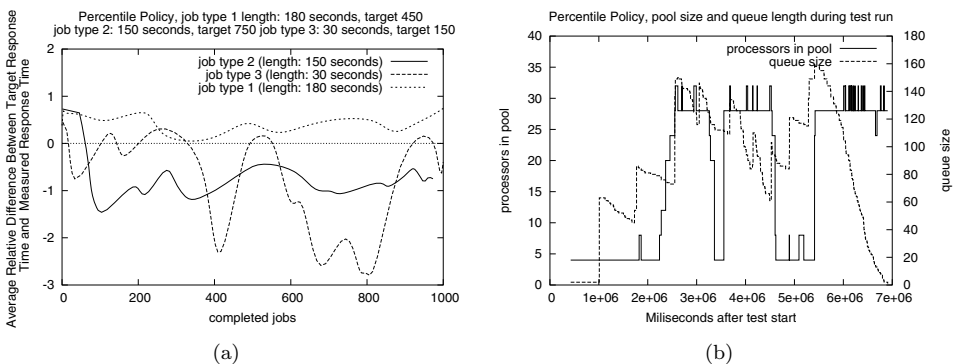 Percentile Policy, job type 1 length: 180 seconds, target 450
job type 2: 150 seconds, target 750 job type 3: 30 seconds, target 150
Average Relative Difference Between Target Response
Time and Measured Response Time
2
1
0
-1
-2
-3
job type 2 (length: 150 seconds)
job type 3 (length: 30 seconds)
job type 1 (length: 180 seconds)
0
200
400
600
800
1000
completed jobs
(a)
Percentile Policy, pool size and queue length during test run
processors in pool
40
35
30
25
20
15
10
5
0
processors in pool
queue size
180
160
140
120
100
80
60
40
20
0
queue size
0
1e+06
2e+06
3e+06
4e+06
5e+06
6e+06
7e+06
Miliseconds after test start
(b)